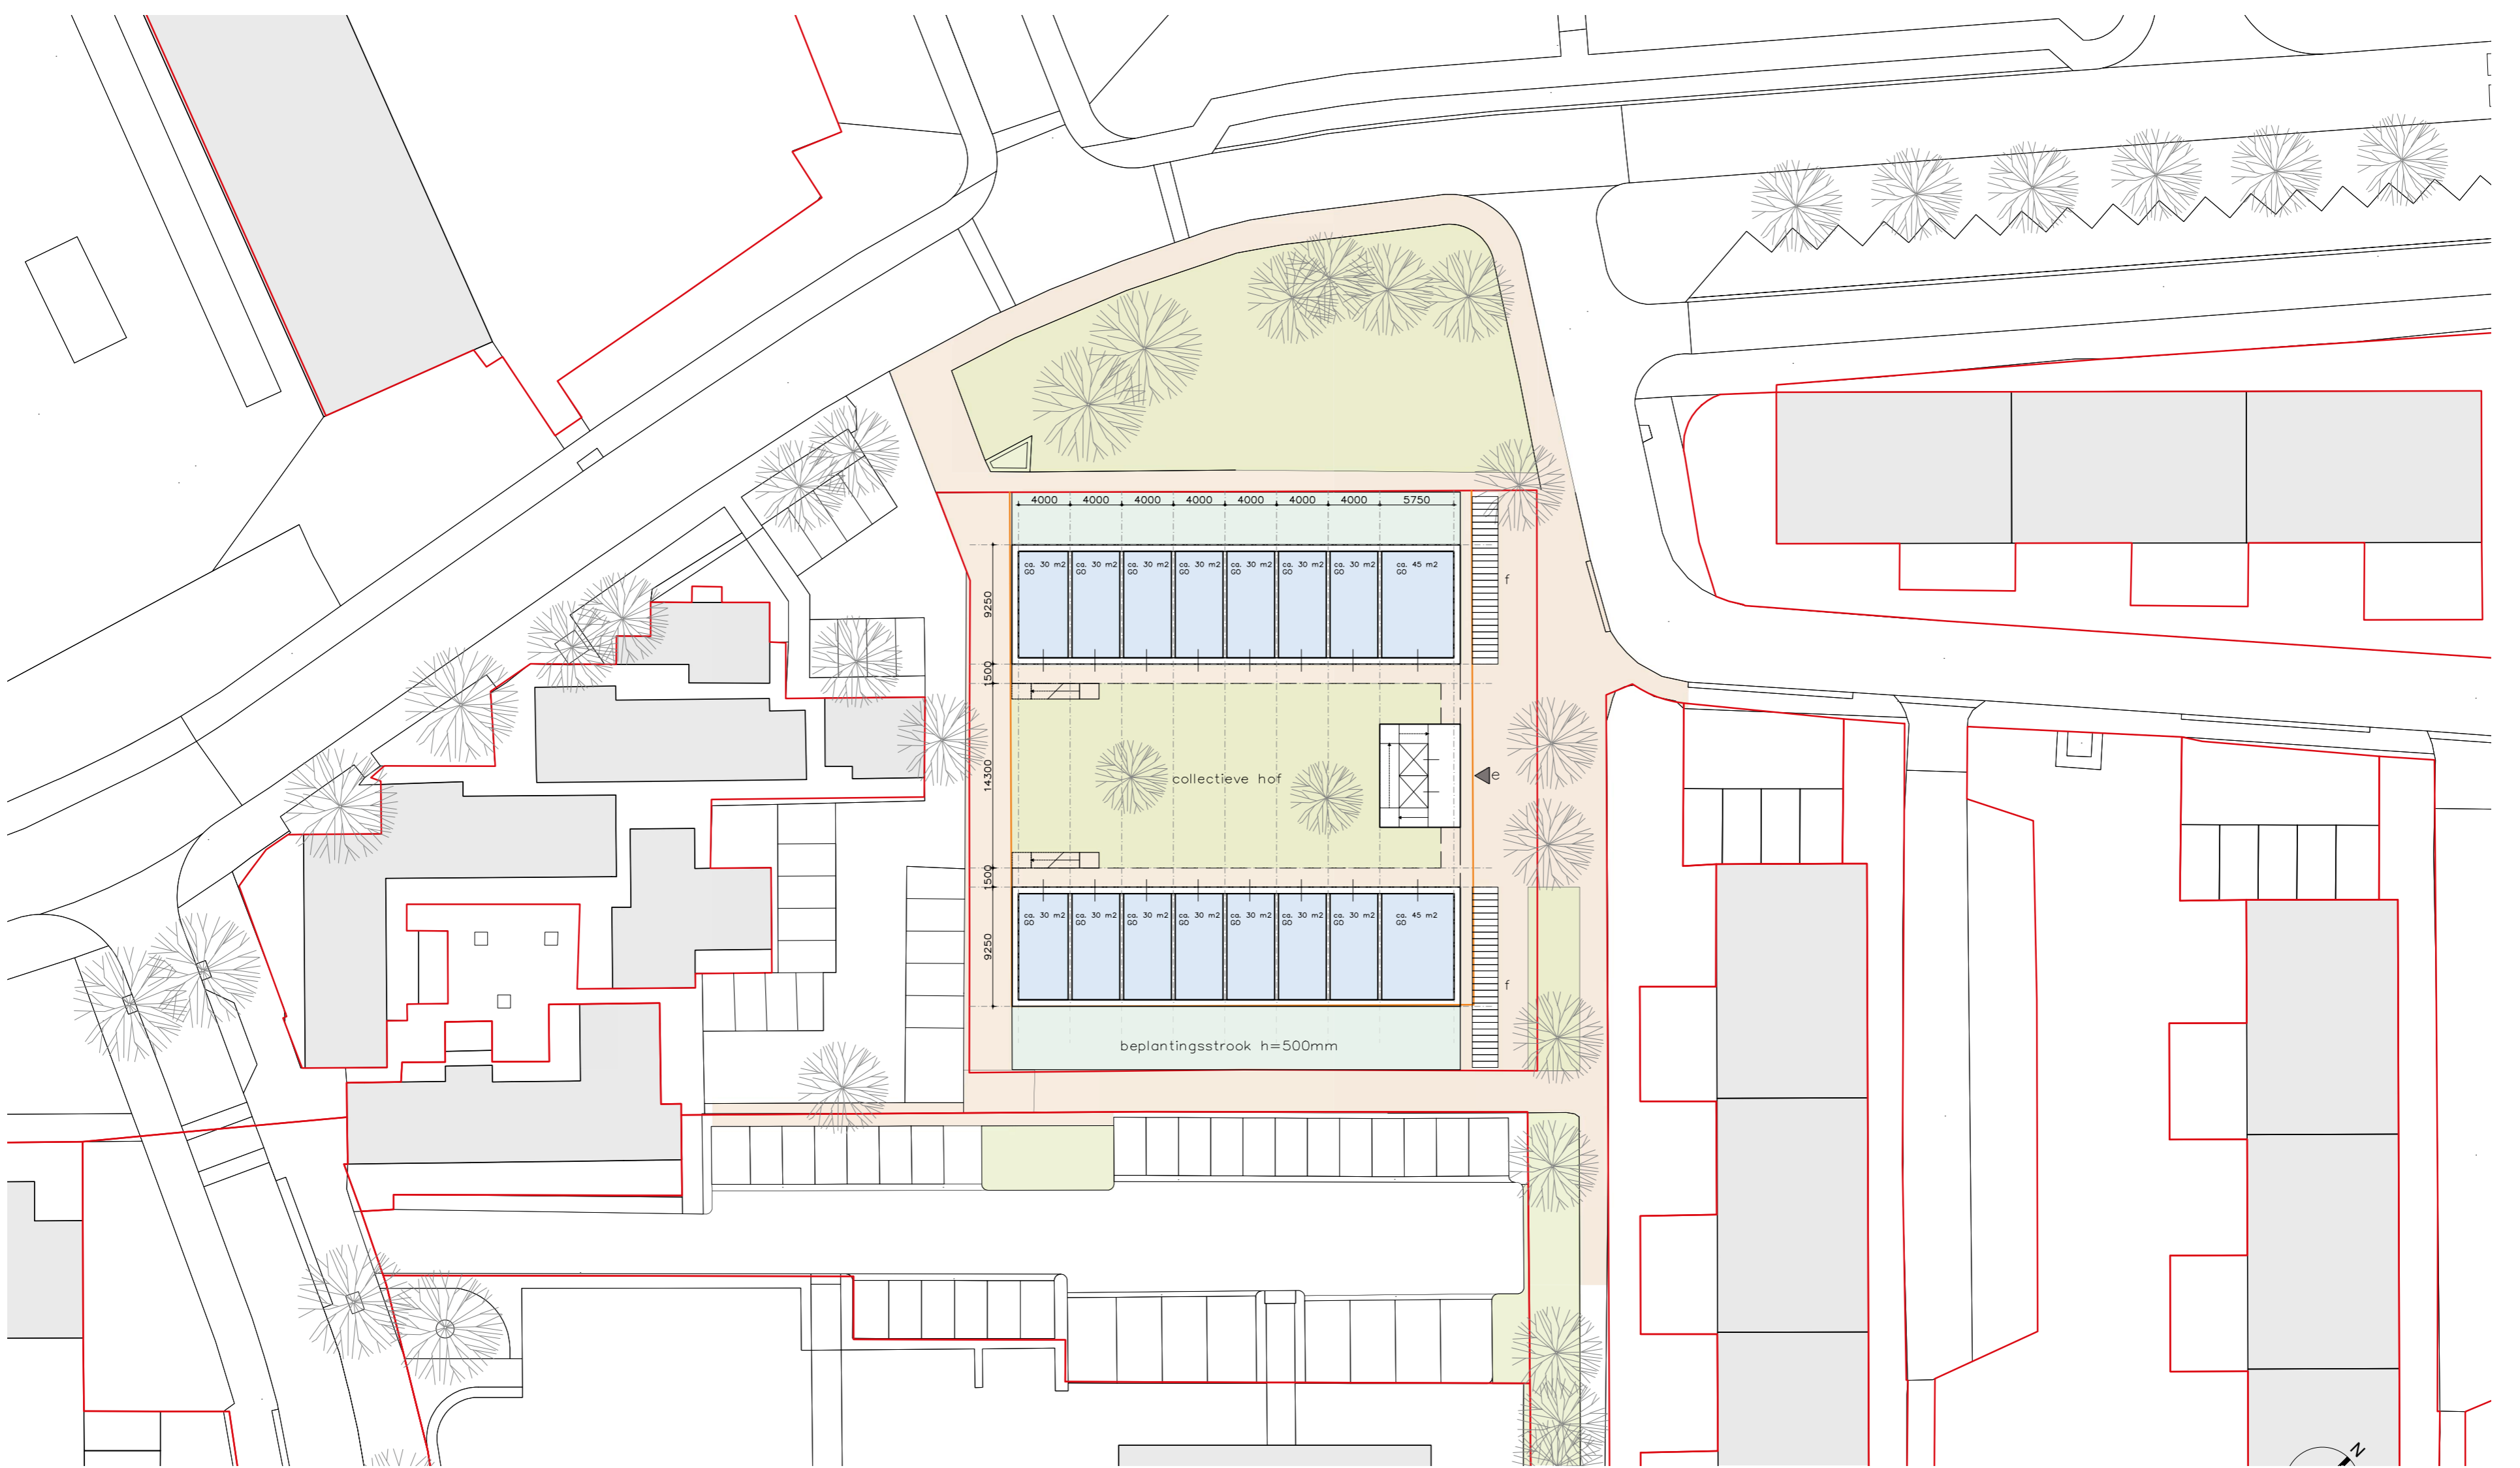 4000 4000 4000 4000 4000 4000 4000 5750
ca. 30 m2 ca. 30 m2 ca. 30 m2 ca. 30 m2 ca. 30 m2 ca. 30 m2 ca. 30 m2 ca. 45 m2
GO GO GO GO GO GO GO GO
f
9250
1500
collectieve hof
e
14300
1500
ca. 30 m2 ca. 30 m2 ca. 30 m2 ca. 30 m2 ca. 30 m2 ca. 30 m2 ca. 30 m2 ca. 45 m2
GO GO GO GO GO GO GO GO
9250
f
beplantingsstrook h=500mm
N